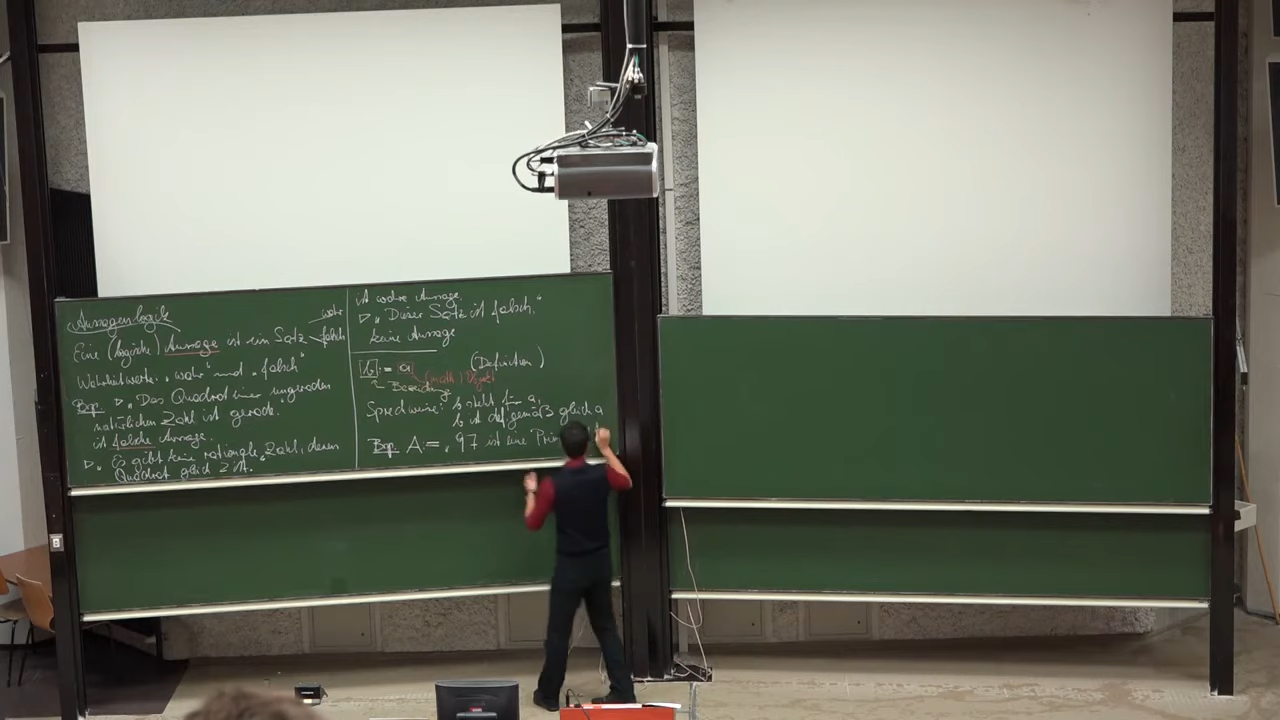 Aussagenlogik
Eine (logische) Aussage ist ein Satz
wahr
falsch
Wahrheitswerte: „wahr" und „falsch"
Bsp ▷ „Das Quadrat einer ungeraden
natürlichen Zahl ist gerade."
ist falsche Aussage.
▷ „Es gibt keine rationale Zahl, deren
Quadrat gleich 2 ist."
ist wahre Aussage.
▷ „Dieser Satz ist falsch."
keine Aussage
b := a (Definition)
(math) Objekt
Sprechweise: b steht für a,
b ist def.gemäß gleich a
Bsp A := „97 ist eine